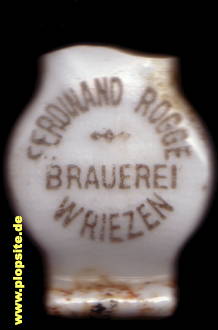 FERDINAND ROGGE
BRAUEREI
WRIEZEN
www.plopsite.de